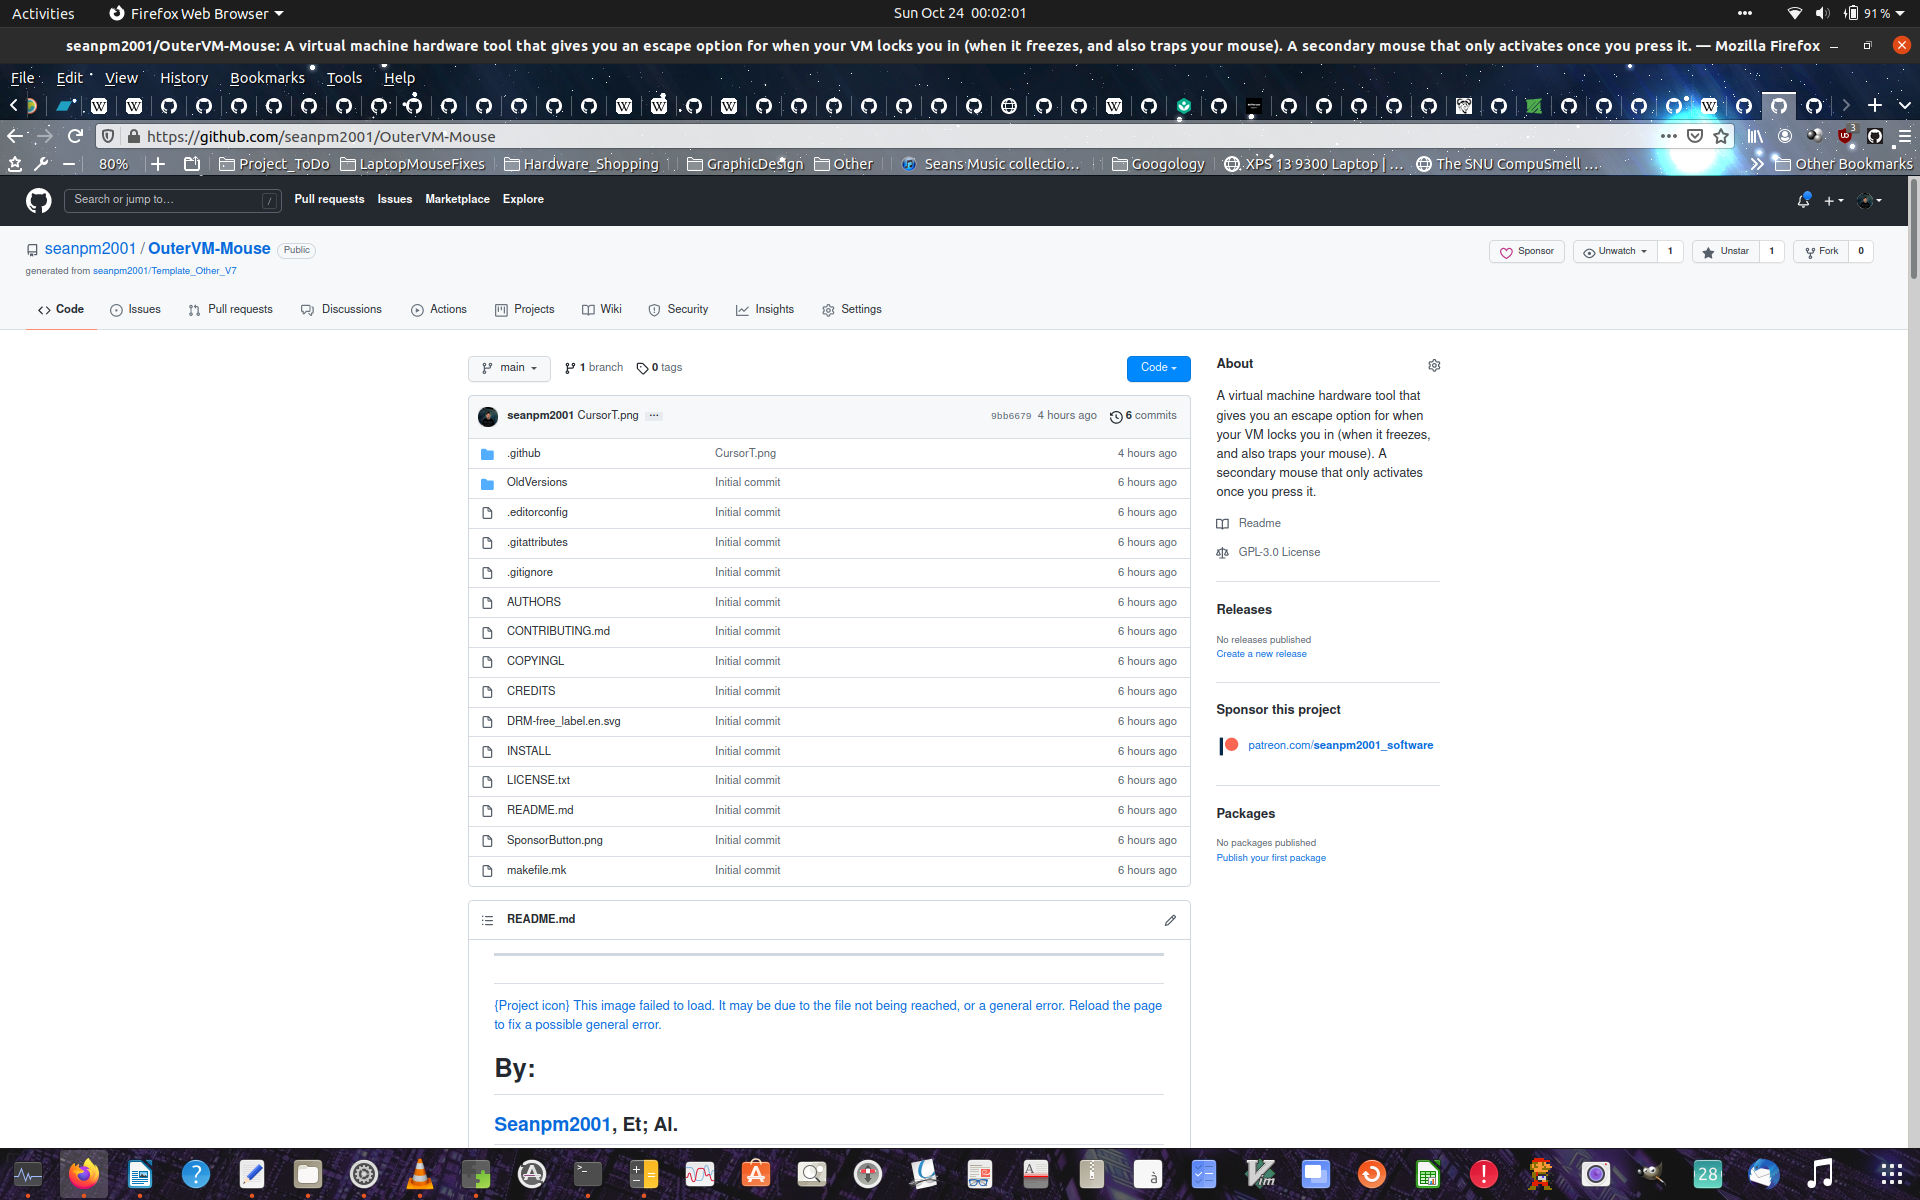 Activities Firefox Web Browser Sun Oct 24 00:02:01 91 %
seanpm2001/OuterVM-Mouse: A virtual machine hardware tool that gives you an escape option for when your VM locks you in (when it freezes, and also traps your mouse). A secondary mouse that only activates once you press it. — Mozilla Firefox
File Edit View History Bookmarks Tools Help
https://github.com/seanpm2001/OuterVM-Mouse 3
80% Project_ToDo LaptopMouseFixes Hardware_Shopping GraphicDesign Other Seans Music collectio… Googology XPS 13 9300 Laptop | … The SNU CompuSmell … Other Bookmarks
Search or jump to… / Pull requests Issues Marketplace Explore
seanpm2001 / OuterVM-Mouse Public Sponsor Unwatch 1 Unstar 1 Fork 0
generated from seanpm2001/Template_Other_V7
Code Issues Pull requests Discussions Actions Projects Wiki Security Insights Settings
main 1 branch 0 tags Code
seanpm2001 CursorT.png ... 9bb6679 4 hours ago 6 commits
.github CursorT.png 4 hours ago
OldVersions Initial commit 6 hours ago
.editorconfig Initial commit 6 hours ago
.gitattributes Initial commit 6 hours ago
.gitignore Initial commit 6 hours ago
AUTHORS Initial commit 6 hours ago
CONTRIBUTING.md Initial commit 6 hours ago
COPYINGL Initial commit 6 hours ago
CREDITS Initial commit 6 hours ago
DRM-free_label.en.svg Initial commit 6 hours ago
INSTALL Initial commit 6 hours ago
LICENSE.txt Initial commit 6 hours ago
README.md Initial commit 6 hours ago
SponsorButton.png Initial commit 6 hours ago
makefile.mk Initial commit 6 hours ago
README.md
{Project icon} This image failed to load. It may be due to the file not being reached, or a general error. Reload the page
to fix a possible general error.
By:
Seanpm2001, Et; Al.
About
A virtual machine hardware tool that
gives you an escape option for when
your VM locks you in (when it freezes,
and also traps your mouse). A
secondary mouse that only activates
once you press it.
Readme
GPL-3.0 License
Releases
No releases published
Create a new release
Sponsor this project
patreon.com/seanpm2001_software
Packages
No packages published
Publish your first package
28